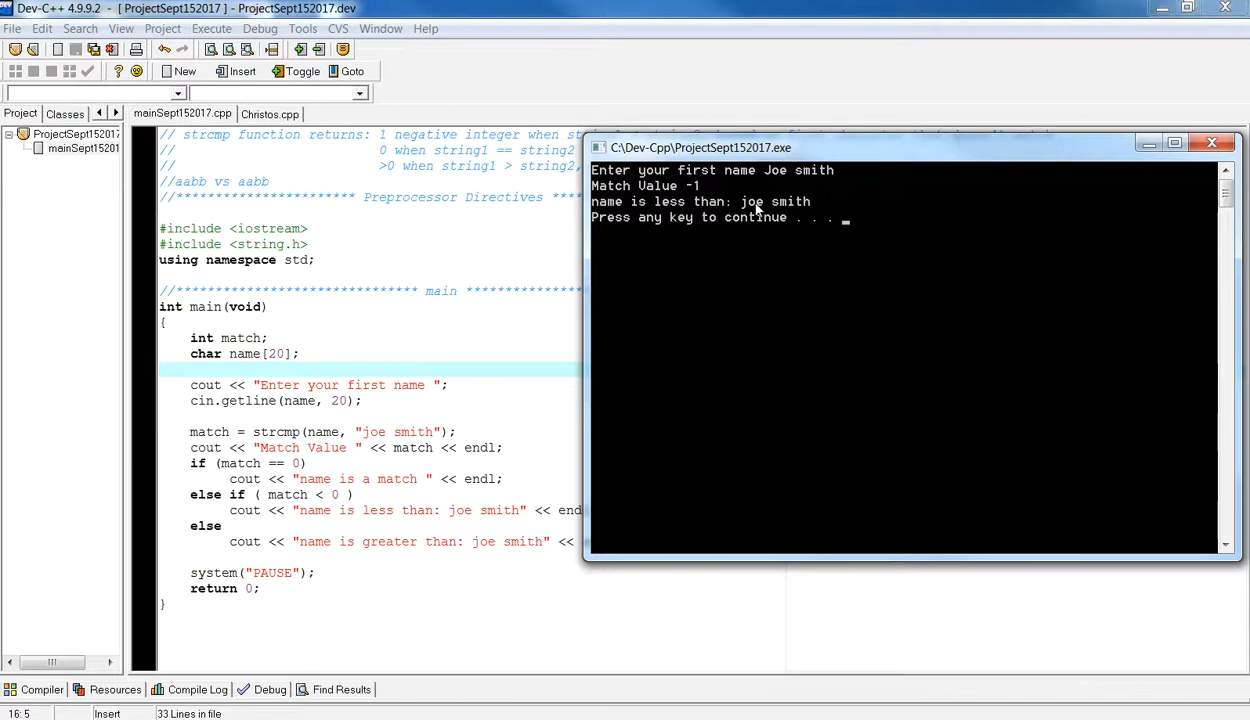 Dev-C++ 4.9.9.2 - [ ProjectSept152017 ] - ProjectSept152017.dev
File Edit Search View Project Execute Debug Tools CVS Window Help
New Insert Toggle Goto
Project Classes mainSept152017.cpp Christos.cpp
ProjectSept152017
mainSept1520
// strcmp function returns: 1 negative integer when
// 0 when string1 == string2
// >0 when string1 > string2,
//aabb vs aabb
//********************* Preprocessor Directives
#include <iostream>
#include <string.h>
using namespace std;
//******************************* main ***************
int main(void)
{
int match;
char name[20];
cout << "Enter your first name ";
cin.getline(name, 20);
match = strcmp(name, "joe smith");
cout << "Match Value " << match << endl;
if (match == 0)
cout << "name is a match " << endl;
else if ( match < 0 )
cout << "name is less than: joe smith" << end
else
cout << "name is greater than: joe smith" <<
system("PAUSE");
return 0;
}
C:\Dev-Cpp\ProjectSept152017.exe
Enter your first name Joe smith
Match Value -1
name is less than: joe smith
Press any key to continue . . . _
Compiler Resources Compile Log Debug Find Results
16: 5 Insert 33 Lines in file